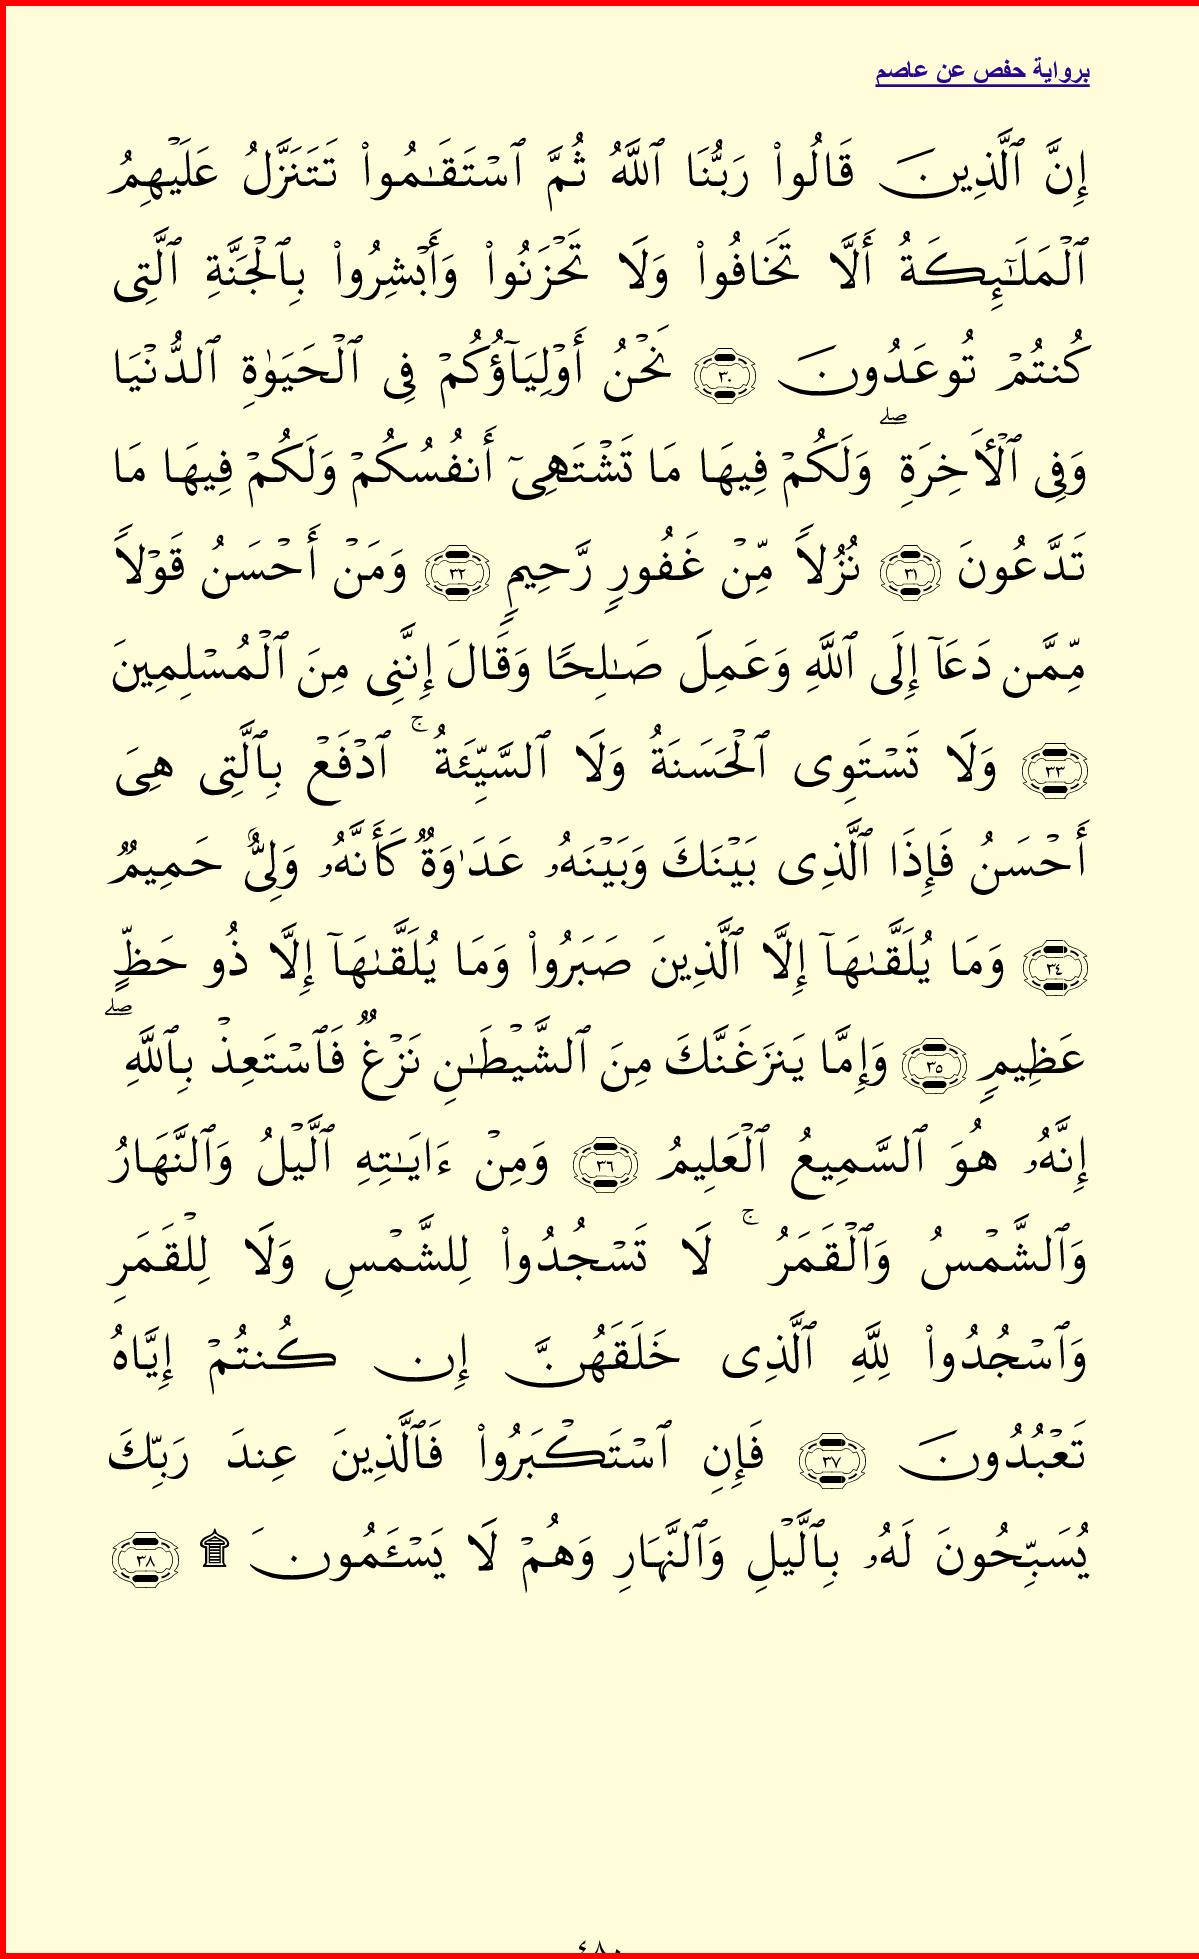 برواية حفص عن عاصم
إِنَّ ٱلَّذِينَ قَالُوا۟ رَبُّنَا ٱللَّهُ ثُمَّ ٱسْتَقَـٰمُوا۟ تَتَنَزَّلُ عَلَيْهِمُ
ٱلْمَلَـٰٓئِكَةُ أَلَّا تَخَافُوا۟ وَلَا تَحْزَنُوا۟ وَأَبْشِرُوا۟ بِٱلْجَنَّةِ ٱلَّتِى
كُنتُمْ تُوعَدُونَ ٣٠ نَحْنُ أَوْلِيَآؤُكُمْ فِى ٱلْحَيَوٰةِ ٱلدُّنْيَا
وَفِى ٱلْأَخِرَةِ ۖ وَلَكُمْ فِيهَا مَا تَشْتَهِىٓ أَنفُسُكُمْ وَلَكُمْ فِيهَا مَا
تَدَّعُونَ ٣١ نُزُلًا مِّنْ غَفُورٍ رَّحِيمٍ ٣٢ وَمَنْ أَحْسَنُ قَوْلًا
مِّمَّن دَعَآ إِلَى ٱللَّهِ وَعَمِلَ صَـٰلِحًا وَقَالَ إِنَّنِى مِنَ ٱلْمُسْلِمِينَ
٣٣ وَلَا تَسْتَوِى ٱلْحَسَنَةُ وَلَا ٱلسَّيِّئَةُ ۚ ٱدْفَعْ بِٱلَّتِى هِىَ
أَحْسَنُ فَإِذَا ٱلَّذِى بَيْنَكَ وَبَيْنَهُۥ عَدَٰوَةٌ كَأَنَّهُۥ وَلِىٌّ حَمِيمٌ
٣٤ وَمَا يُلَقَّىٰهَآ إِلَّا ٱلَّذِينَ صَبَرُوا۟ وَمَا يُلَقَّىٰهَآ إِلَّا ذُو حَظٍّ
عَظِيمٍ ٣٥ وَإِمَّا يَنزَغَنَّكَ مِنَ ٱلشَّيْطَـٰنِ نَزْغٌ فَٱسْتَعِذْ بِٱللَّهِ ۖ
إِنَّهُۥ هُوَ ٱلسَّمِيعُ ٱلْعَلِيمُ ٣٦ وَمِنْ ءَايَـٰتِهِ ٱلَّيْلُ وَٱلنَّهَارُ
وَٱلشَّمْسُ وَٱلْقَمَرُ ۚ لَا تَسْجُدُوا۟ لِلشَّمْسِ وَلَا لِلْقَمَرِ
وَٱسْجُدُوا۟ لِلَّهِ ٱلَّذِى خَلَقَهُنَّ إِن كُنتُمْ إِيَّاهُ
تَعْبُدُونَ ٣٧ فَإِنِ ٱسْتَكْبَرُوا۟ فَٱلَّذِينَ عِندَ رَبِّكَ
يُسَبِّحُونَ لَهُۥ بِٱلَّيْلِ وَٱلنَّهَارِ وَهُمْ لَا يَسْـَٔمُونَ ۩ ٣٨
٤٨٠